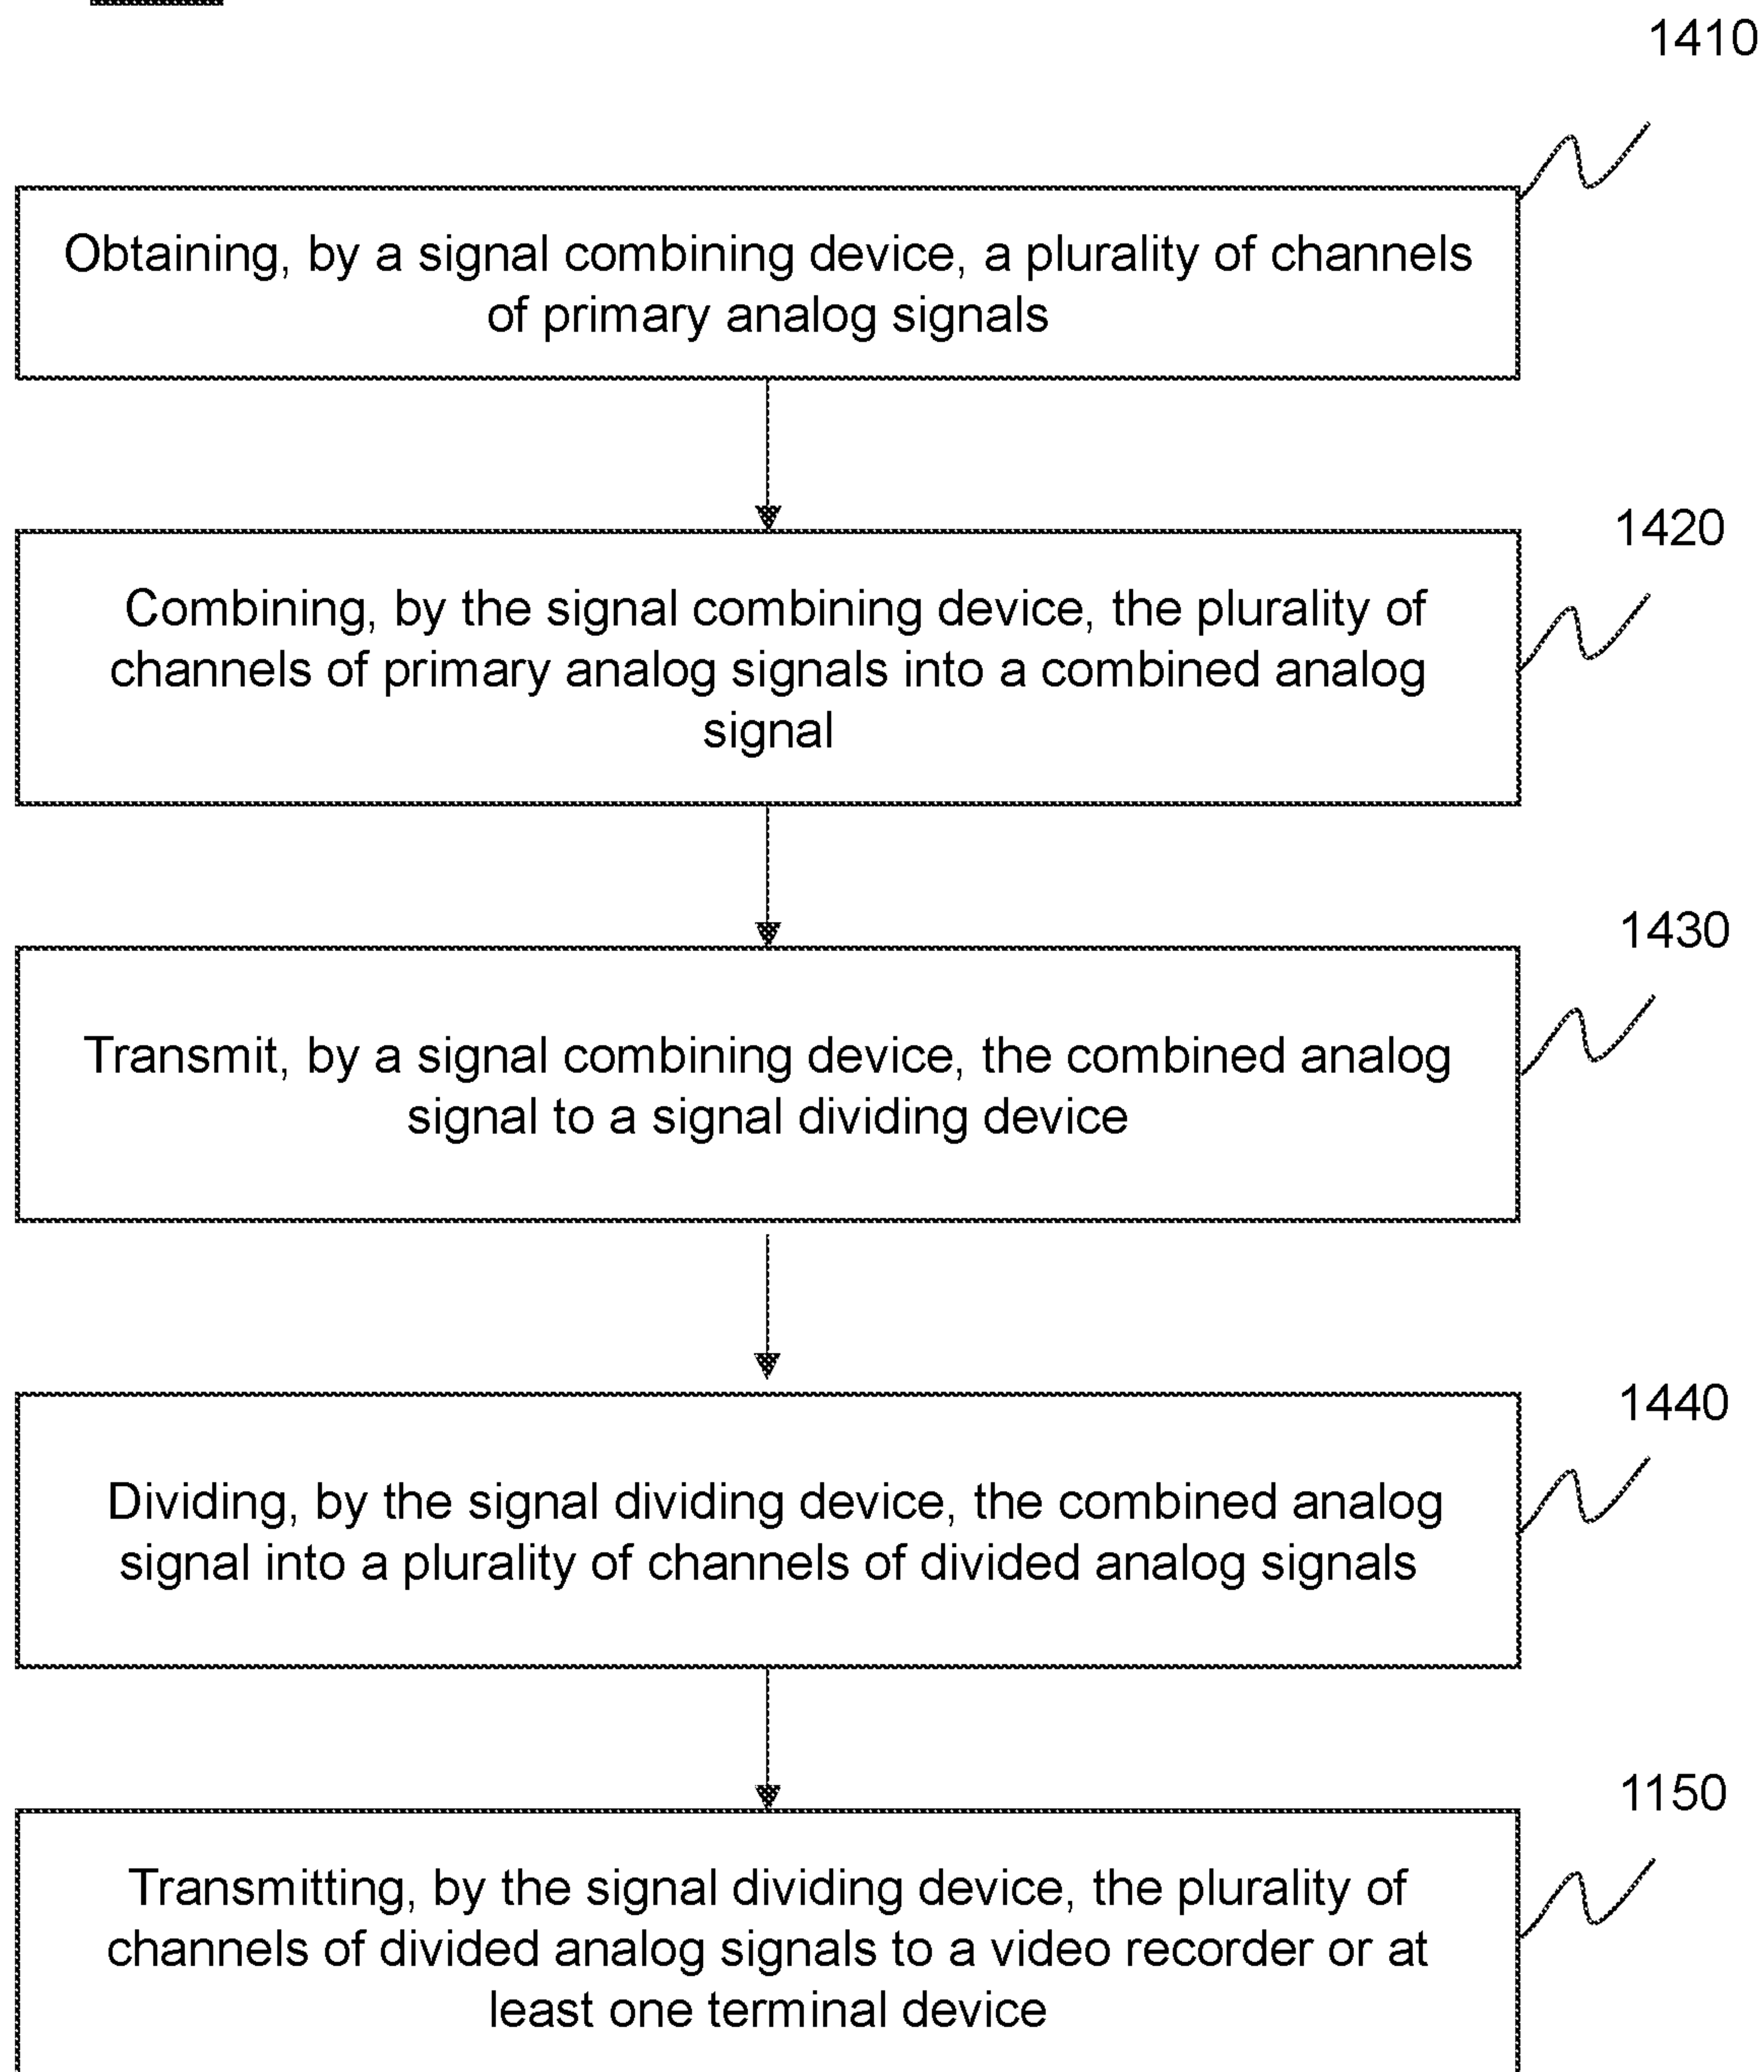 1410
Obtaining, by a signal combining device, a plurality of channels
of primary analog signals
1420
Combining, by the signal combining device, the plurality of
channels of primary analog signals into a combined analog
signal
1430
Transmit, by a signal combining device, the combined analog
signal to a signal dividing device
1440
Dividing, by the signal dividing device, the combined analog
signal into a plurality of channels of divided analog signals
1150
Transmitting, by the signal dividing device, the plurality of
channels of divided analog signals to a video recorder or at
least one terminal device